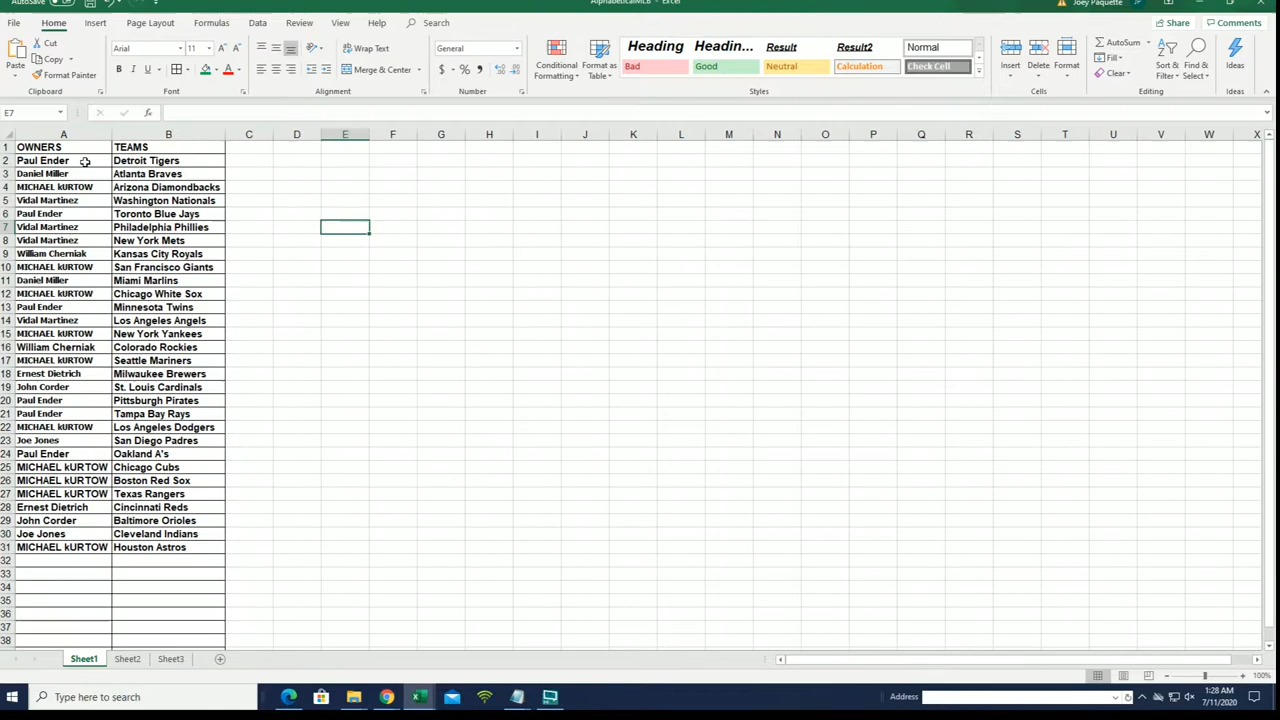 AutoSave Off AlphabeticalMLB - Excel Joey Paquette JP
File Home Insert Page Layout Formulas Data Review View Help Search Share Comments
Paste Cut Copy Format Painter Clipboard
Arial 11 A A B I U A Font
Wrap Text Merge & Center Alignment
General $ % , Number
Conditional Formatting Format as Table
Heading Headin... Result Result2 Normal
Bad Good Neutral Calculation Check Cell
Styles
Insert Delete Format Cells
AutoSum Fill Clear Sort & Filter Find & Select Editing
Ideas Ideas
E7 fx
A B C D E F G H I J K L M N O P Q R S T U V W X
1 OWNERS TEAMS
2 Paul Ender Detroit Tigers
3 Daniel Miller Atlanta Braves
4 MICHAEL kURTOW Arizona Diamondbacks
5 Vidal Martinez Washington Nationals
6 Paul Ender Toronto Blue Jays
7 Vidal Martinez Philadelphia Phillies
8 Vidal Martinez New York Mets
9 William Cherniak Kansas City Royals
10 MICHAEL kURTOW San Francisco Giants
11 Daniel Miller Miami Marlins
12 MICHAEL kURTOW Chicago White Sox
13 Paul Ender Minnesota Twins
14 Vidal Martinez Los Angeles Angels
15 MICHAEL kURTOW New York Yankees
16 William Cherniak Colorado Rockies
17 MICHAEL kURTOW Seattle Mariners
18 Ernest Dietrich Milwaukee Brewers
19 John Corder St. Louis Cardinals
20 Paul Ender Pittsburgh Pirates
21 Paul Ender Tampa Bay Rays
22 MICHAEL kURTOW Los Angeles Dodgers
23 Joe Jones San Diego Padres
24 Paul Ender Oakland A's
25 MICHAEL kURTOW Chicago Cubs
26 MICHAEL kURTOW Boston Red Sox
27 MICHAEL kURTOW Texas Rangers
28 Ernest Dietrich Cincinnati Reds
29 John Corder Baltimore Orioles
30 Joe Jones Cleveland Indians
31 MICHAEL kURTOW Houston Astros
32
33
34
35
36
37
38
Sheet1 Sheet2 Sheet3
100%
Type here to search Address 1:28 AM
7/11/2020